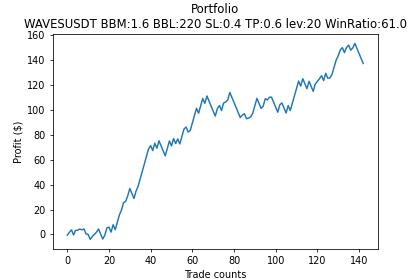 Portfolio
WAVESUSDT BBM:1.6 BBL:220 SL:0.4 TP:0.6 lev:20 WinRatio:61.0
160
140
120
100
80
60
40
20
0
Profit ($)
0 20 40 60 80 100 120 140
Trade counts